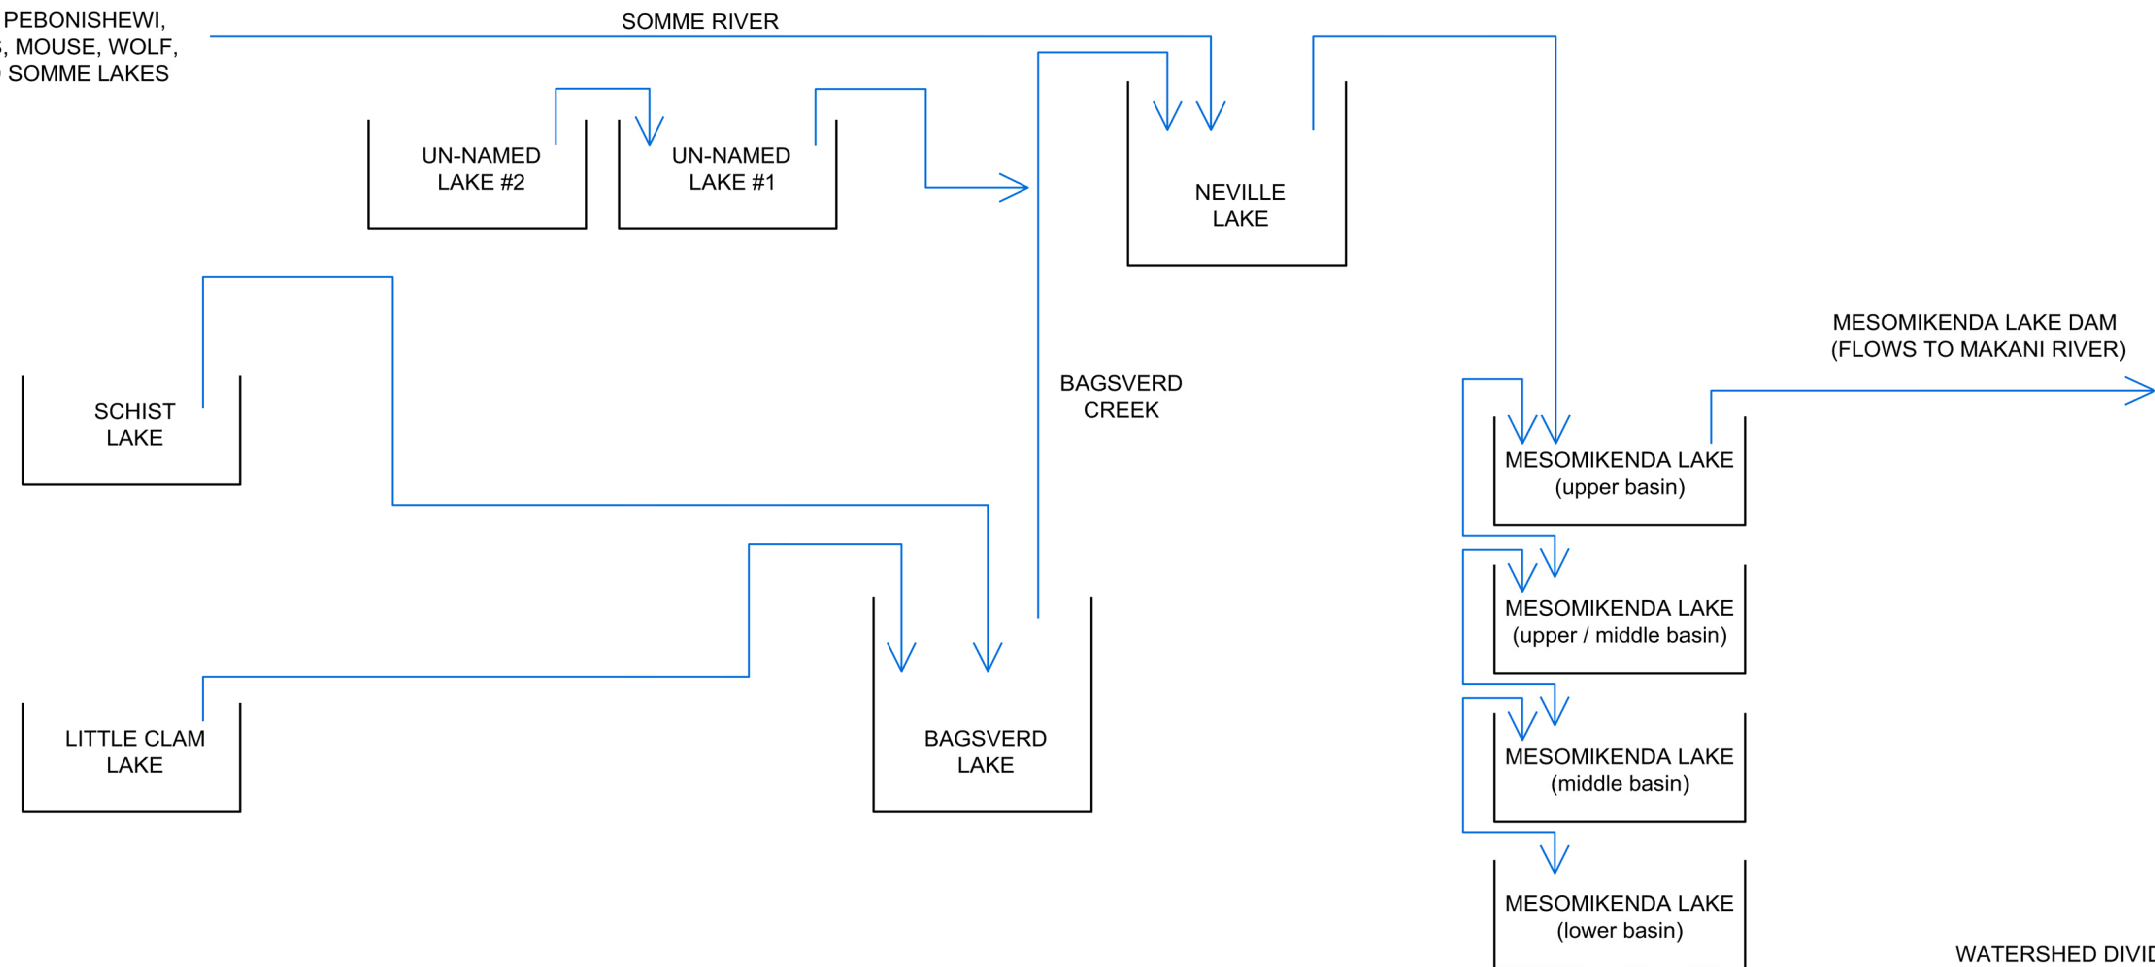 PEBONISHEWI,
, MOUSE, WOLF,
SOMME LAKES
SOMME RIVER
UN-NAMED
LAKE #2
UN-NAMED
LAKE #1
NEVILLE
LAKE
MESOMIKENDA LAKE DAM
(FLOWS TO MAKANI RIVER)
SCHIST
LAKE
BAGSVERD
CREEK
MESOMIKENDA LAKE
(upper basin)
MESOMIKENDA LAKE
(upper / middle basin)
LITTLE CLAM
LAKE
BAGSVERD
LAKE
MESOMIKENDA LAKE
(middle basin)
MESOMIKENDA LAKE
(lower basin)
WATERSHED DIVID